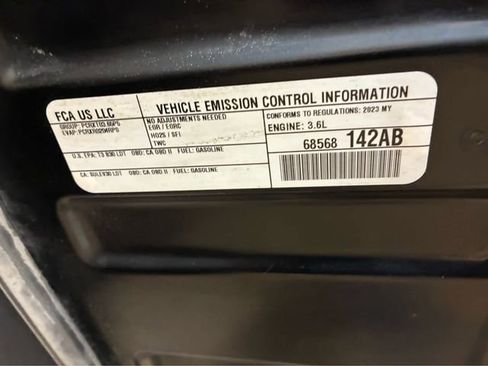 FCA US LLC
VEHICLE EMISSION CONTROL INFORMATION
GROUP:
EVAP:
NO ADJUSTMENTS NEEDED
EGR / EGRC
HO2S / SFI
TWC
CONFORMS TO REGULATIONS: 2023 MY
ENGINE: 3.6L
68568 142AB
U.S. EPA: T3 B30 LDT OBD: CA OBD II FUEL: GASOLINE
CA: OBD: CA OBD II FUEL: GASOLINE